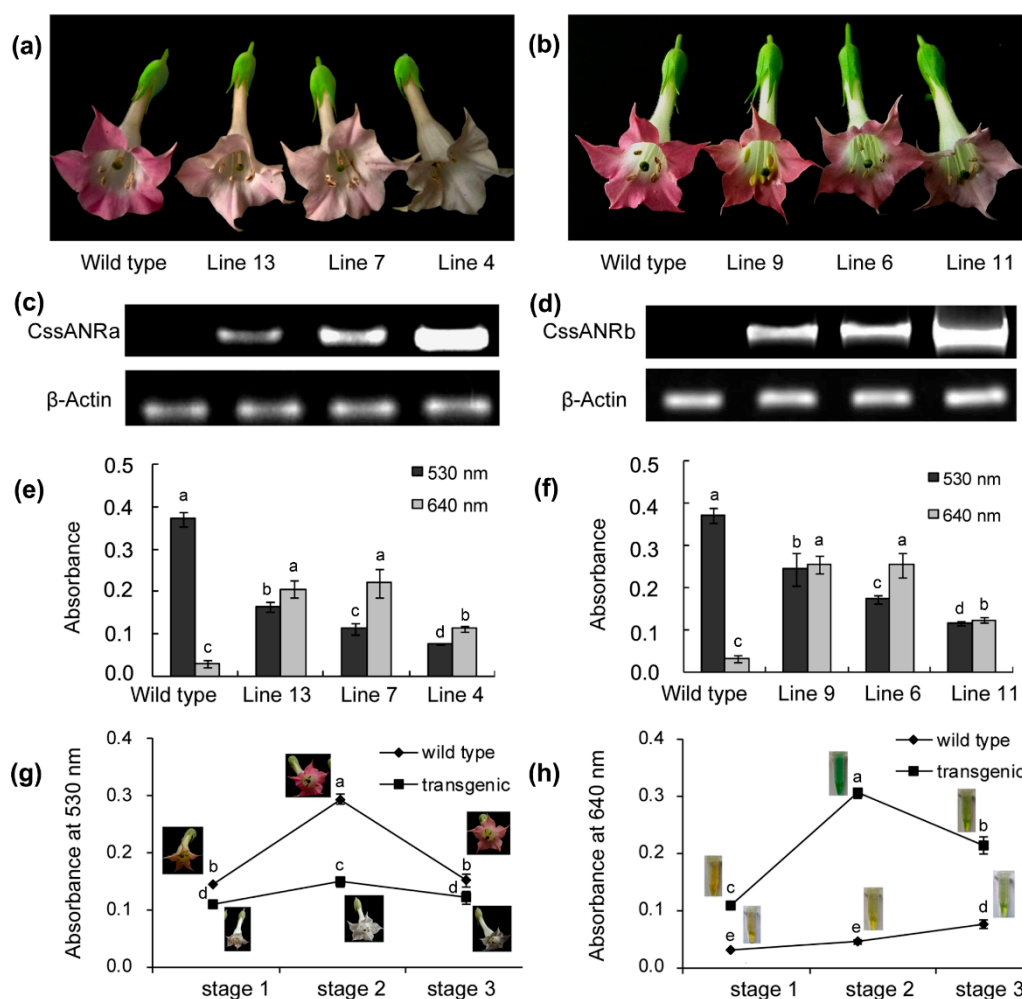 (a)
(b)
Wild type Line 13 Line 7 Line 4
Wild type Line 9 Line 6 Line 11
(c)
CssANRa
β-Actin
(d)
CssANRb
β-Actin
(e)
Absorbance
0.5
0.4
0.3
0.2
0.1
0.0
530 nm
640 nm
a
c
b
a
c
a
d
b
Wild type Line 13 Line 7 Line 4
(f)
Absorbance
0.5
0.4
0.3
0.2
0.1
0.0
530 nm
640 nm
a
c
b
a
c
a
d
b
Wild type Line 9 Line 6 Line 11
(g)
Absorbance at 530 nm
0.4
0.3
0.2
0.1
0.0
wild type
transgenic
b
d
a
c
b
d
stage 1 stage 2 stage 3
(h)
Absorbance at 640 nm
0.4
0.3
0.2
0.1
0.0
wild type
transgenic
c
e
a
e
b
d
stage 1 stage 2 stage 3